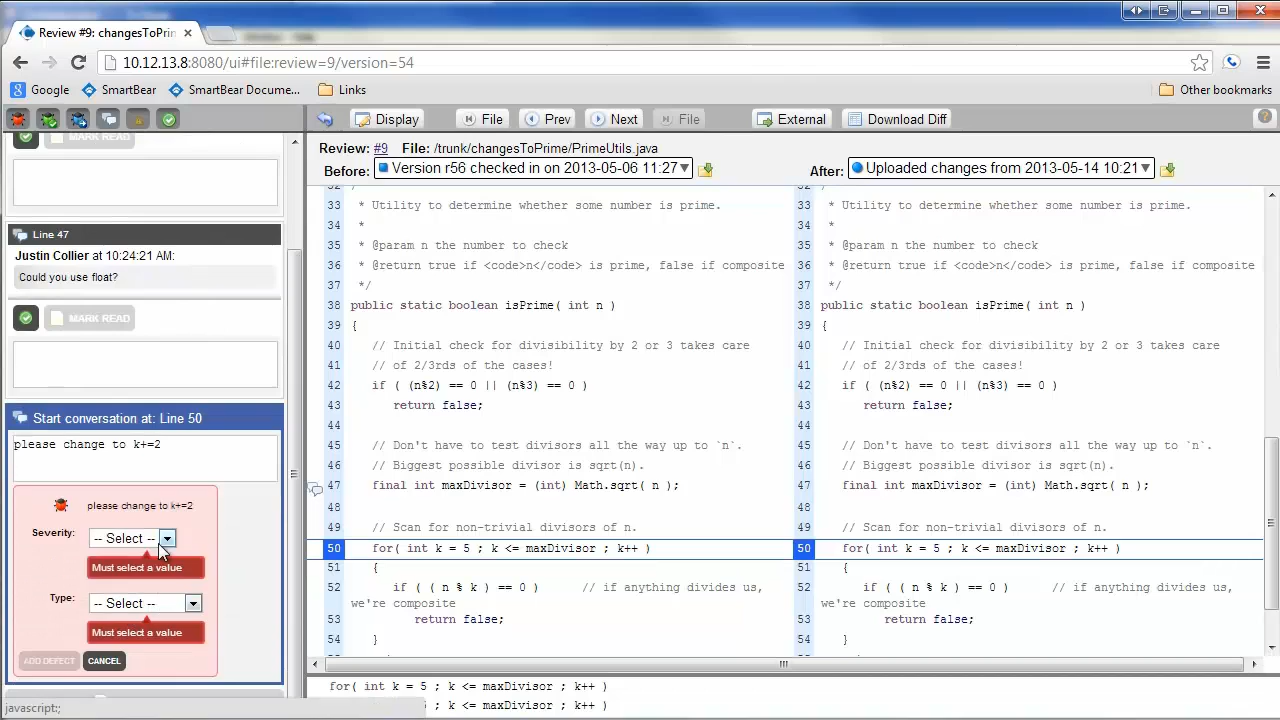 Review #9: changesToPrim
10.12.13.8:8080/ui#file:review=9/version=54
Google
SmartBear
SmartBear Docume...
Links
Other bookmarks
Display
File
Prev
Next
File
External
Download Diff
MARK READ
Review: #9 File: /trunk/changesToPrime/PrimeUtils.java
Before: Version r56 checked in on 2013-05-06 11:27
After: Uploaded changes from 2013-05-14 10:21
Line 47
Justin Collier at 10:24:21 AM:
Could you use float?
MARK READ
Start conversation at: Line 50
please change to k+=2
please change to k+=2
Severity: -- Select --
Must select a value
Type: -- Select --
Must select a value
ADD DEFECT
CANCEL
javascript:;
32 /
33 * Utility to determine whether some number is prime.
34 *
35 * @param n the number to check
36 * @return true if <code>n</code> is prime, false if composite
37 */
38 public static boolean isPrime( int n )
39 {
40 // Initial check for divisibility by 2 or 3 takes care
41 // of 2/3rds of the cases!
42 if ( (n%2) == 0 || (n%3) == 0 )
43 return false;
44
45 // Don't have to test divisors all the way up to `n`.
46 // Biggest possible divisor is sqrt(n).
47 final int maxDivisor = (int) Math.sqrt( n );
48
49 // Scan for non-trivial divisors of n.
50 for( int k = 5 ; k <= maxDivisor ; k++ )
51 {
52 if ( ( n % k ) == 0 ) // if anything divides us,
we're composite
53 return false;
54 }
32 /
33 * Utility to determine whether some number is prime.
34 *
35 * @param n the number to check
36 * @return true if <code>n</code> is prime, false if composite
37 */
38 public static boolean isPrime( int n )
39 {
40 // Initial check for divisibility by 2 or 3 takes care
41 // of 2/3rds of the cases!
42 if ( (n%2) == 0 || (n%3) == 0 )
43 return false;
44
45 // Don't have to test divisors all the way up to `n`.
46 // Biggest possible divisor is sqrt(n).
47 final int maxDivisor = (int) Math.sqrt( n );
48
49 // Scan for non-trivial divisors of n.
50 for( int k = 5 ; k <= maxDivisor ; k++ )
51 {
52 if ( ( n % k ) == 0 ) // if anything divides us,
we're composite
53 return false;
54 }
for( int k = 5 ; k <= maxDivisor ; k++ )
5 ; k <= maxDivisor ; k++ )